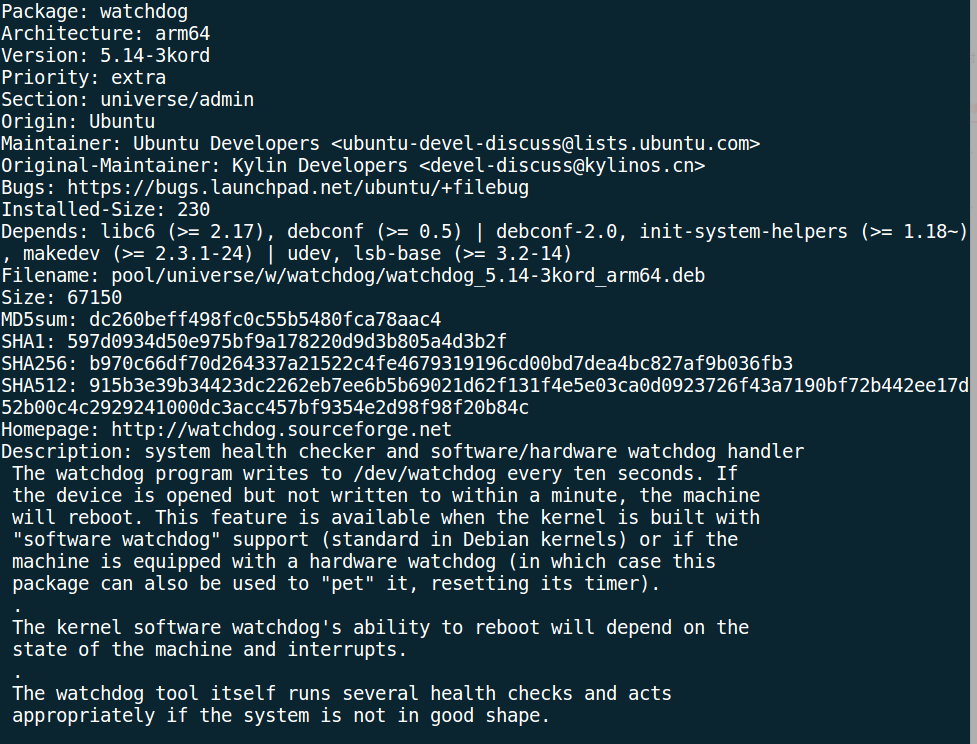 Package: watchdog
Architecture: arm64
Version: 5.14-3kord
Priority: extra
Section: universe/admin
Origin: Ubuntu
Maintainer: Ubuntu Developers <ubuntu-devel-discuss@lists.ubuntu.com>
Original-Maintainer: Kylin Developers <devel-discuss@kylinos.cn>
Bugs: https://bugs.launchpad.net/ubuntu/+filebug
Installed-Size: 230
Depends: libc6 (>= 2.17), debconf (>= 0.5) | debconf-2.0, init-system-helpers (>= 1.18~)
, makedev (>= 2.3.1-24) | udev, lsb-base (>= 3.2-14)
Filename: pool/universe/w/watchdog/watchdog_5.14-3kord_arm64.deb
Size: 67150
MD5sum: dc260beff498fc0c55b5480fca78aac4
SHA1: 597d0934d50e975bf9a178220d9d3b805a4d3b2f
SHA256: b970c66df70d264337a21522c4fe4679319196cd00bd7dea4bc827af9b036fb3
SHA512: 915b3e39b34423dc2262eb7ee6b5b69021d62f131f4e5e03ca0d0923726f43a7190bf72b442ee17d
52b00c4c2929241000dc3acc457bf9354e2d98f98f20b84c
Homepage: http://watchdog.sourceforge.net
Description: system health checker and software/hardware watchdog handler
 The watchdog program writes to /dev/watchdog every ten seconds. If
 the device is opened but not written to within a minute, the machine
 will reboot. This feature is available when the kernel is built with
 "software watchdog" support (standard in Debian kernels) or if the
 machine is equipped with a hardware watchdog (in which case this
 package can also be used to "pet" it, resetting its timer).
 .
 The kernel software watchdog's ability to reboot will depend on the
 state of the machine and interrupts.
 .
 The watchdog tool itself runs several health checks and acts
 appropriately if the system is not in good shape.